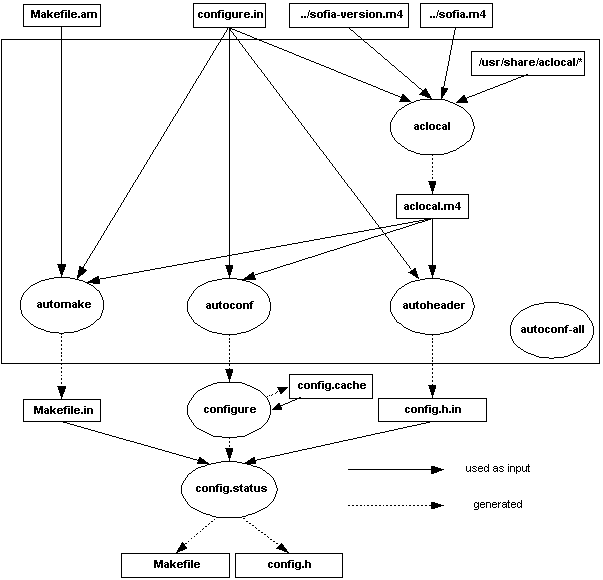 Makefile.am
configure.in
../sofia-version.m4
../sofia.m4
/usr/share/aclocal/*
aclocal
aclocal.m4
automake
autoconf
autoheader
autoconf-all
Makefile.in
configure
config.cache
config.h.in
config.status
used as input
generated
Makefile
config.h